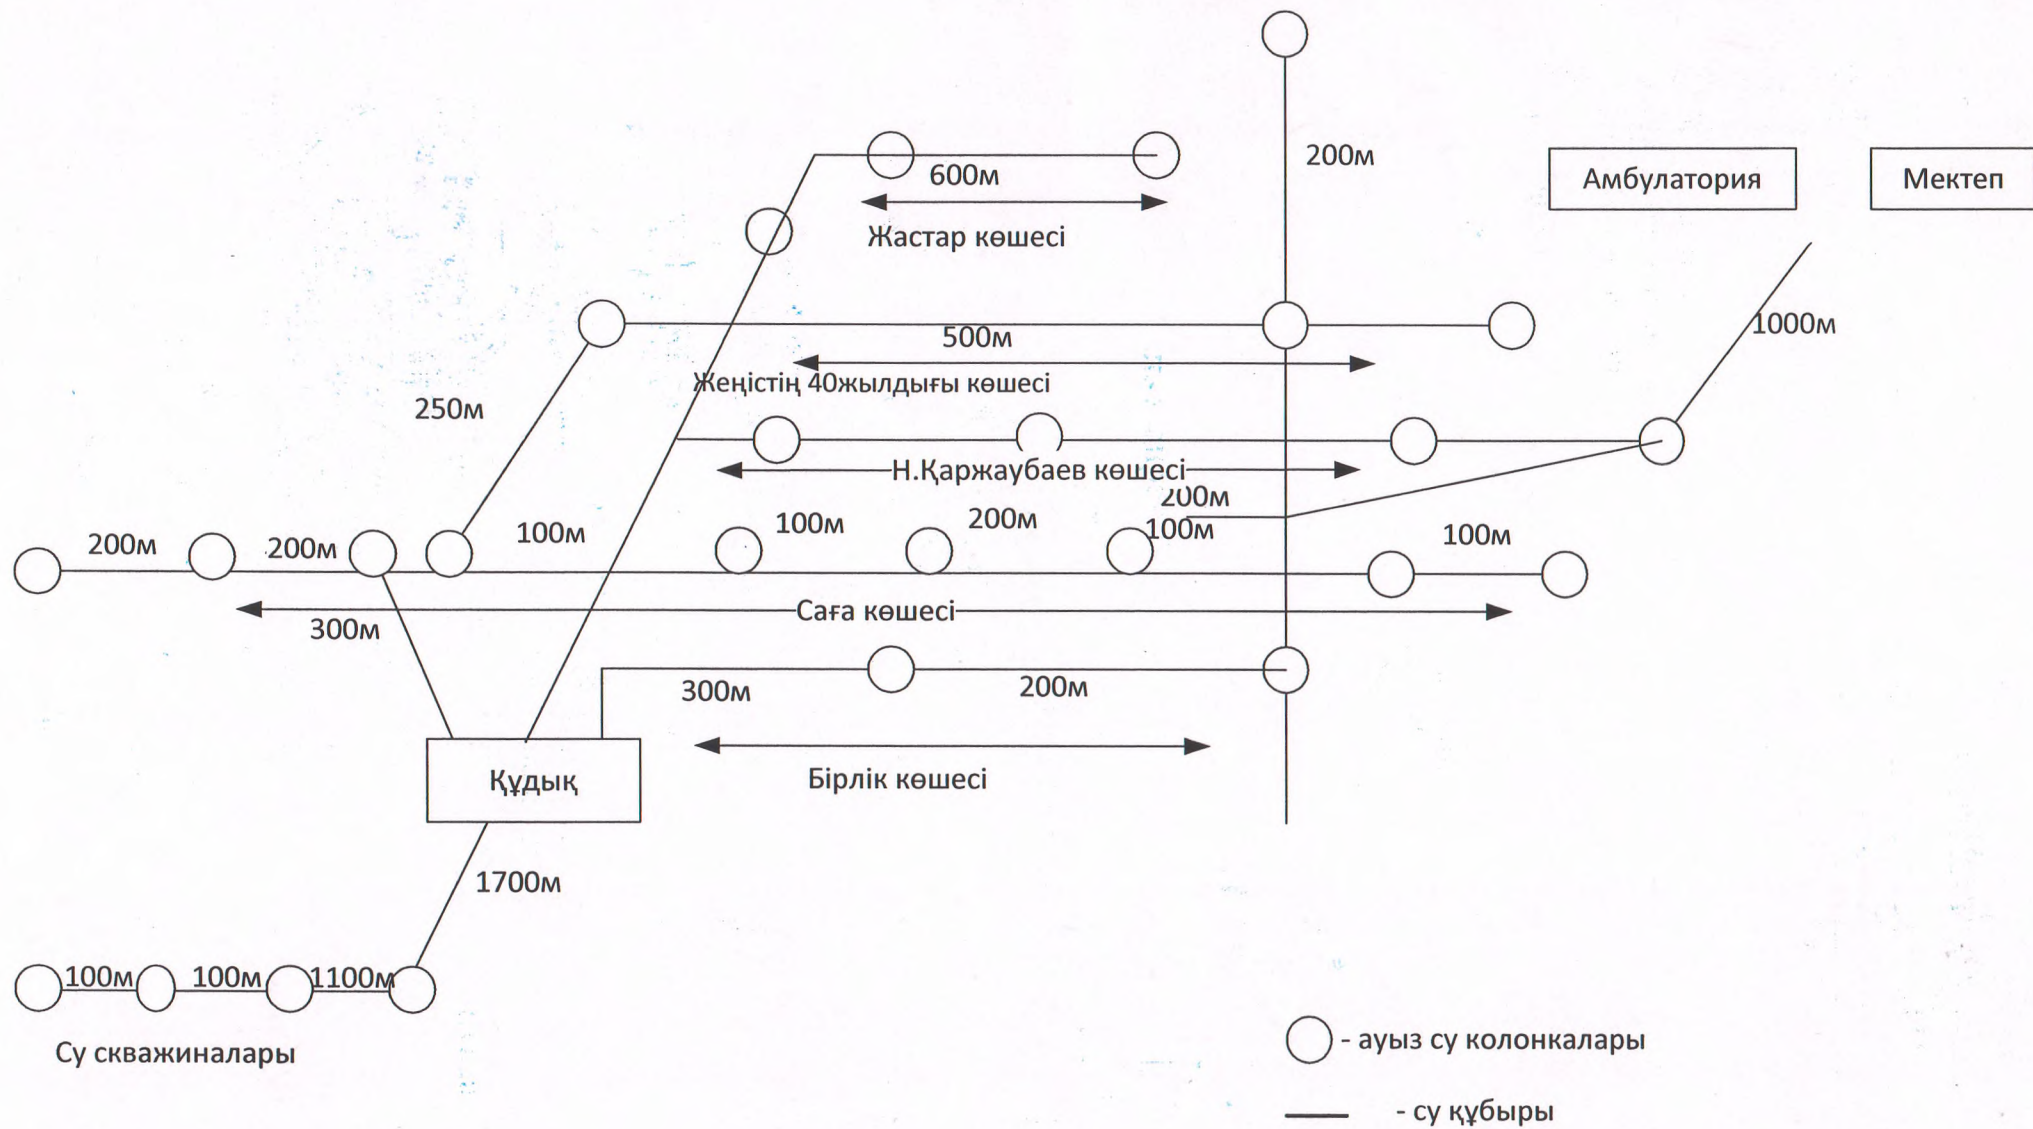 200м
Амбулатория
Мектеп
600м
Жастар көшесі
500м
1000м
Жеңістің 40жылдығы көшесі
250м
Н.Қаржаубаев көшесі
200м
200м
200м
100м
100м
200м
100м
100м
Саға көшесі
300м
300м
200м
Құдық
Бірлік көшесі
1700м
100м
100м
1100м
Су скважиналары
- ауыз су колонкалары
- су құбыры